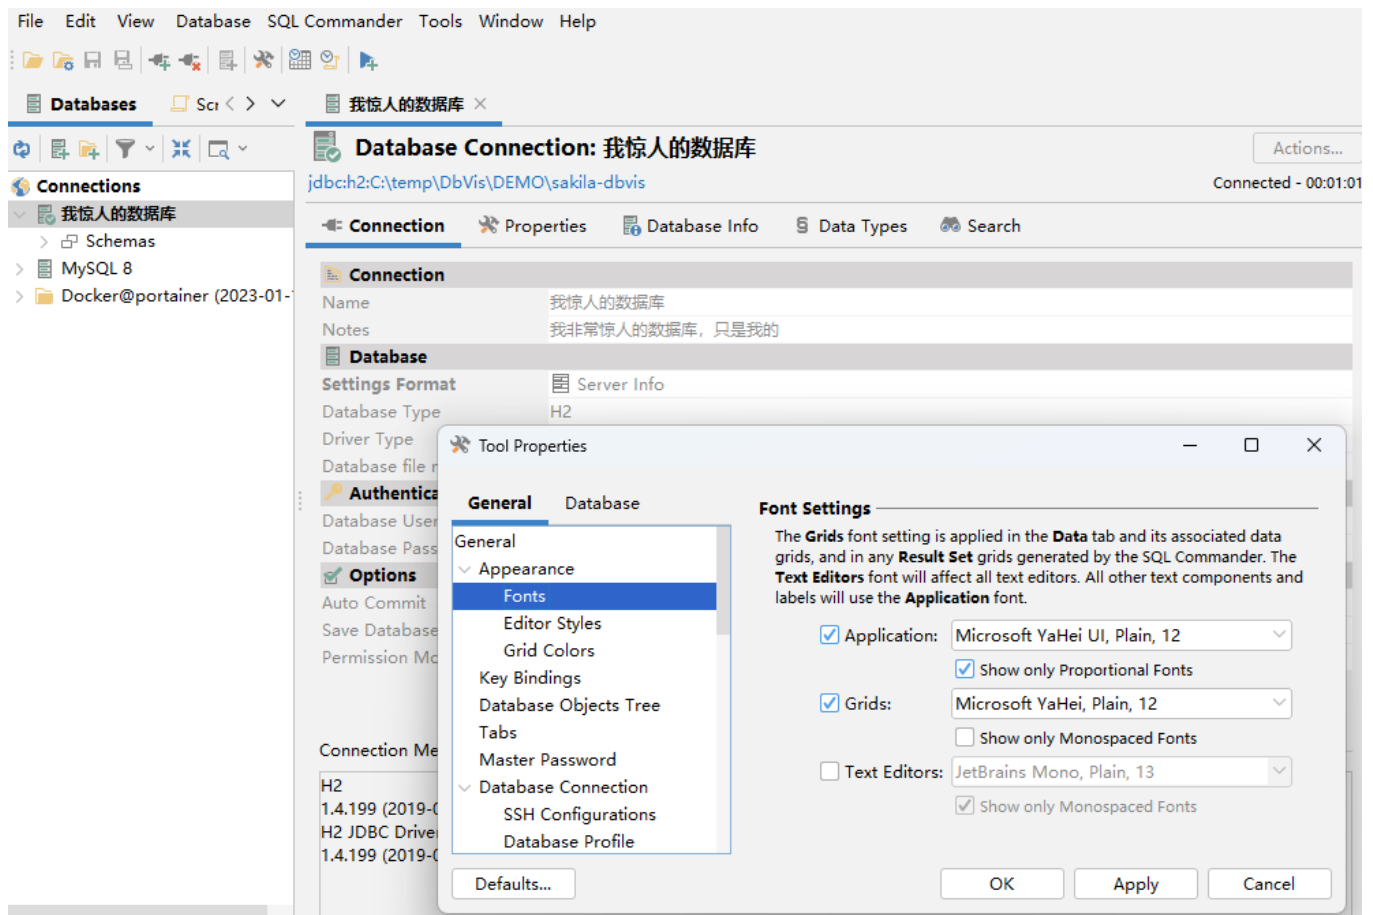 File Edit View Database SQL Commander Tools Window Help
Databases Scr
我惊人的数据库
Database Connection: 我惊人的数据库
Actions...
jdbc:h2:C:\temp\DbVis\DEMO\sakila-dbvis
Connected - 00:01:01
Connections
我惊人的数据库
Schemas
MySQL 8
Docker@portainer (2023-01-
Connection Properties Database Info Data Types Search
Connection
Name 我惊人的数据库
Notes 我非常惊人的数据库，只是我的
Database
Settings Format Server Info
Database Type H2
Driver Type
Database file
Authentica
Database User
Database Pass
Options
Auto Commit
Save Database
Permission Mo
Connection Me
H2
1.4.199 (2019-0
H2 JDBC Driver
1.4.199 (2019-0
Tool Properties
General Database
General
Appearance
Fonts
Editor Styles
Grid Colors
Key Bindings
Database Objects Tree
Tabs
Master Password
Database Connection
SSH Configurations
Database Profile
Font Settings
The Grids font setting is applied in the Data tab and its associated data
grids, and in any Result Set grids generated by the SQL Commander. The
Text Editors font will affect all text editors. All other text components and
labels will use the Application font.
Application: Microsoft YaHei UI, Plain, 12
Show only Proportional Fonts
Grids: Microsoft YaHei, Plain, 12
Show only Monospaced Fonts
Text Editors: JetBrains Mono, Plain, 13
Show only Monospaced Fonts
Defaults... OK Apply Cancel